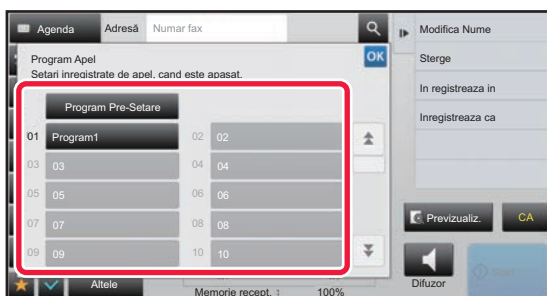 Agenda
Adresă
Numar fax
Modifica Nume
Program Apel
OK
Sterge
Setari inregistrate de apel, cand este apasat.
In registreaza in
Program Pre-Setare
Inregistreaza ca
01 Program1
02 02
03 03
04 04
05 05
06 06
07 07
08 08
Previzualiz.
CA
09 09
10 10
Start
Altele
Memorie recept. :
100%
Difuzor